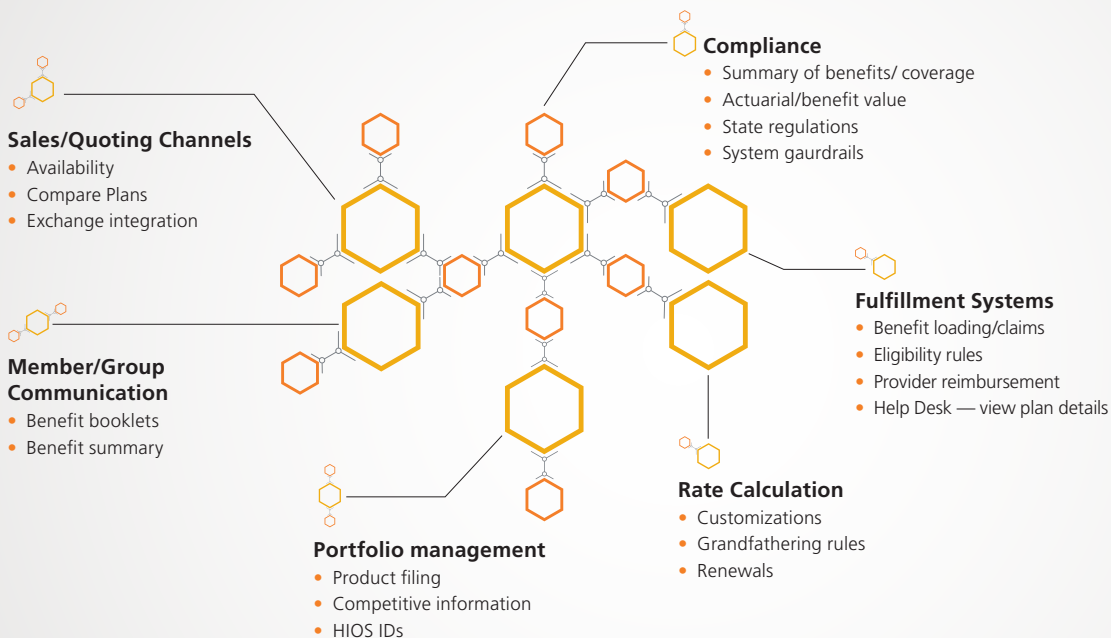 Compliance
Summary of benefits/ coverage
Actuarial/benefit value
State regulations
System gaurdrails
Sales/Quoting Channels
Availability
Compare Plans
Exchange integration
Fulfillment Systems
Benefit loading/claims
Eligibility rules
Provider reimbursement
Help Desk — view plan details
Member/Group
Communication
Benefit booklets
Benefit summary
Rate Calculation
Customizations
Grandfathering rules
Renewals
Portfolio management
Product filing
Competitive information
HIOS IDs